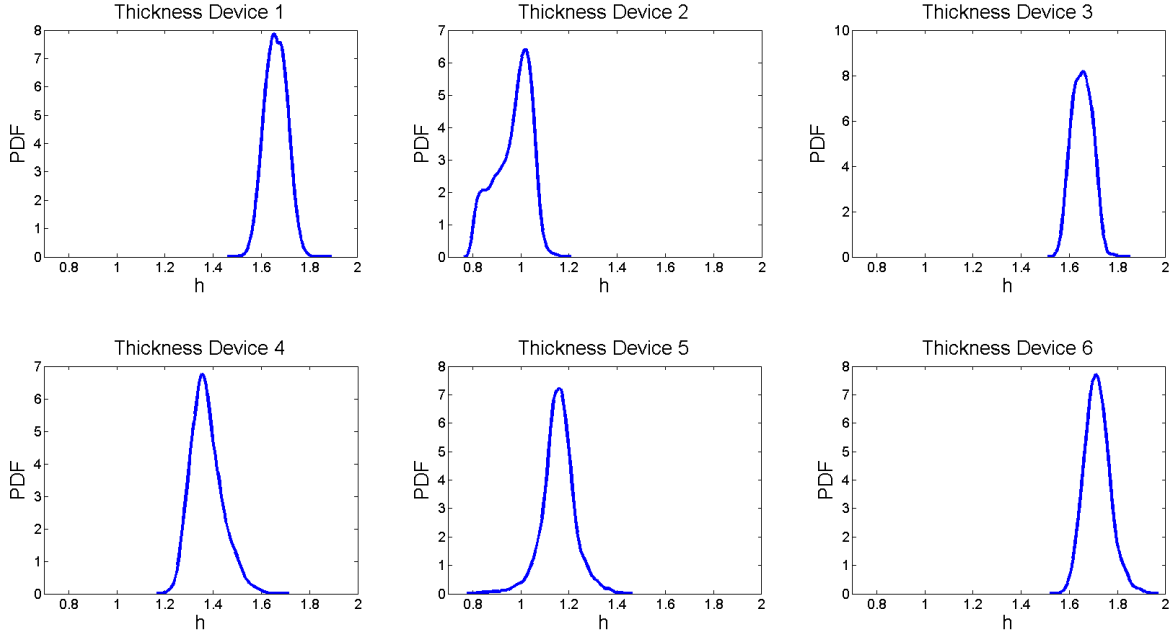 Thickness Device 1
8
7
6
5
4
3
2
1
0
PDF
0.8 1 1.2 1.4 1.6 1.8 2
h
Thickness Device 2
7
6
5
4
3
2
1
0
PDF
0.8 1 1.2 1.4 1.6 1.8 2
h
Thickness Device 3
10
8
6
4
2
0
PDF
0.8 1 1.2 1.4 1.6 1.8 2
h
Thickness Device 4
7
6
5
4
3
2
1
0
PDF
0.8 1 1.2 1.4 1.6 1.8 2
h
Thickness Device 5
8
7
6
5
4
3
2
1
0
PDF
0.8 1 1.2 1.4 1.6 1.8 2
h
Thickness Device 6
8
7
6
5
4
3
2
1
0
PDF
0.8 1 1.2 1.4 1.6 1.8 2
h